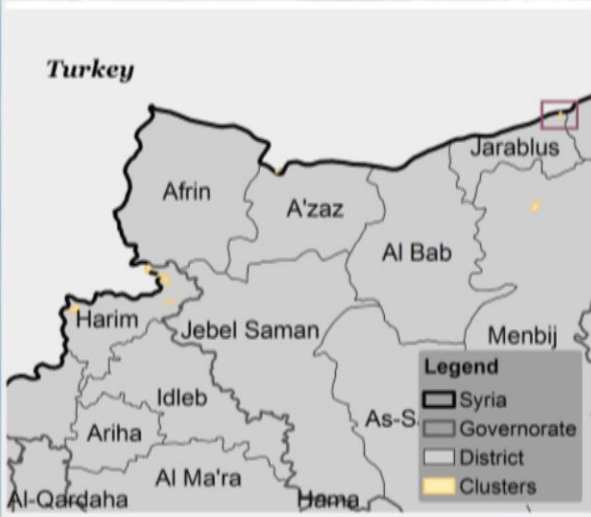 Turkey
Jarablus
Afrin
A'zaz
Al Bab
Harim
Jebel Saman
Menbij
Legend
Syria
Governorate
District
Clusters
Idleb
As-S
Ariha
Al Ma'ra
Al-Qardaha
Hama